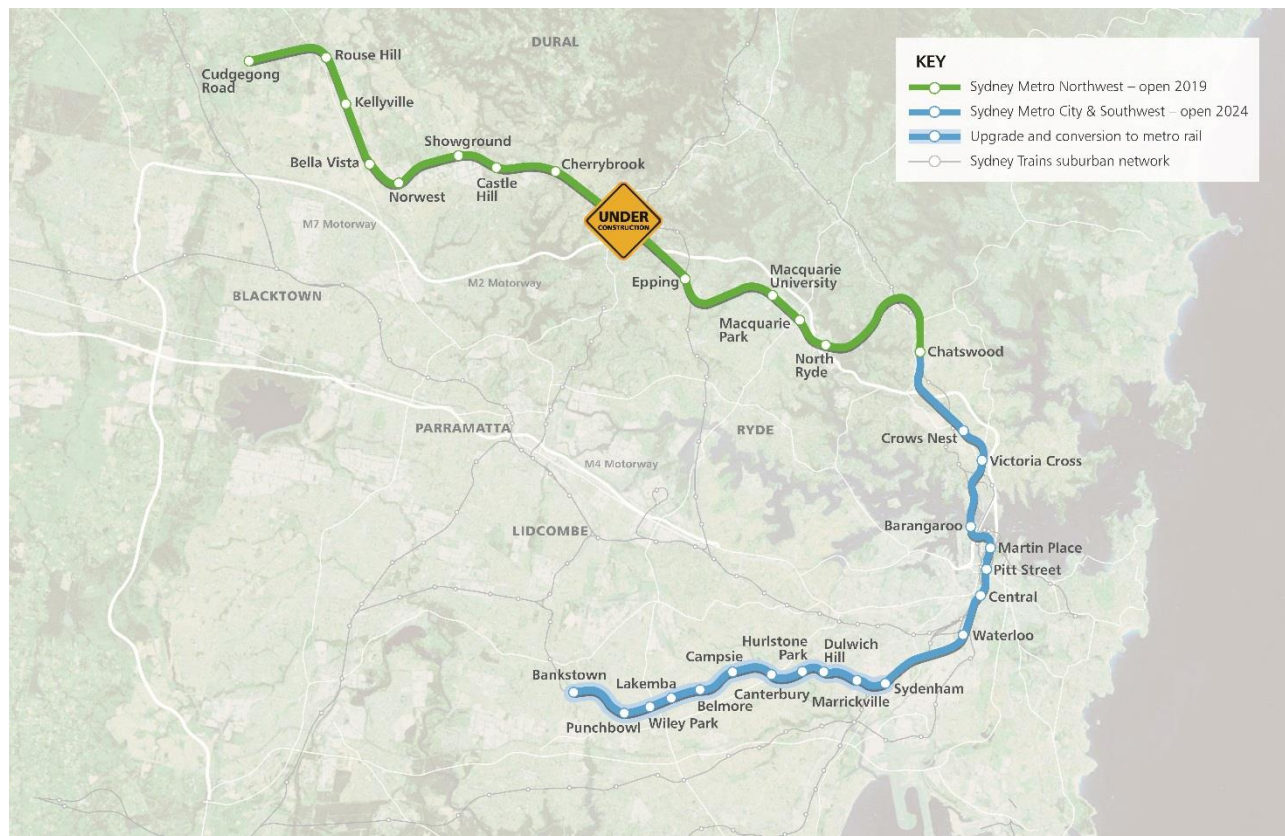 DURAL
KEY
Sydney Metro Northwest – open 2019
Sydney Metro City & Southwest – open 2024
Upgrade and conversion to metro rail
Sydney Trains suburban network
Cudgegong
Road
Rouse Hill
Kellyville
Bella Vista
Norwest
Showground
Castle
Hill
Cherrybrook
UNDER
CONSTRUCTION
M7 Motorway
M2 Motorway
BLACKTOWN
Epping
Macquarie
University
Macquarie
Park
North
Ryde
Chatswood
PARRAMATTA
RYDE
M4 Motorway
LIDCOMBE
Crows Nest
Victoria Cross
Barangaroo
Martin Place
Pitt Street
Central
Waterloo
Sydenham
Marrickville
Dulwich
Hill
Hurlstone
Park
Canterbury
Campsie
Belmore
Lakemba
Wiley Park
Punchbowl
Bankstown